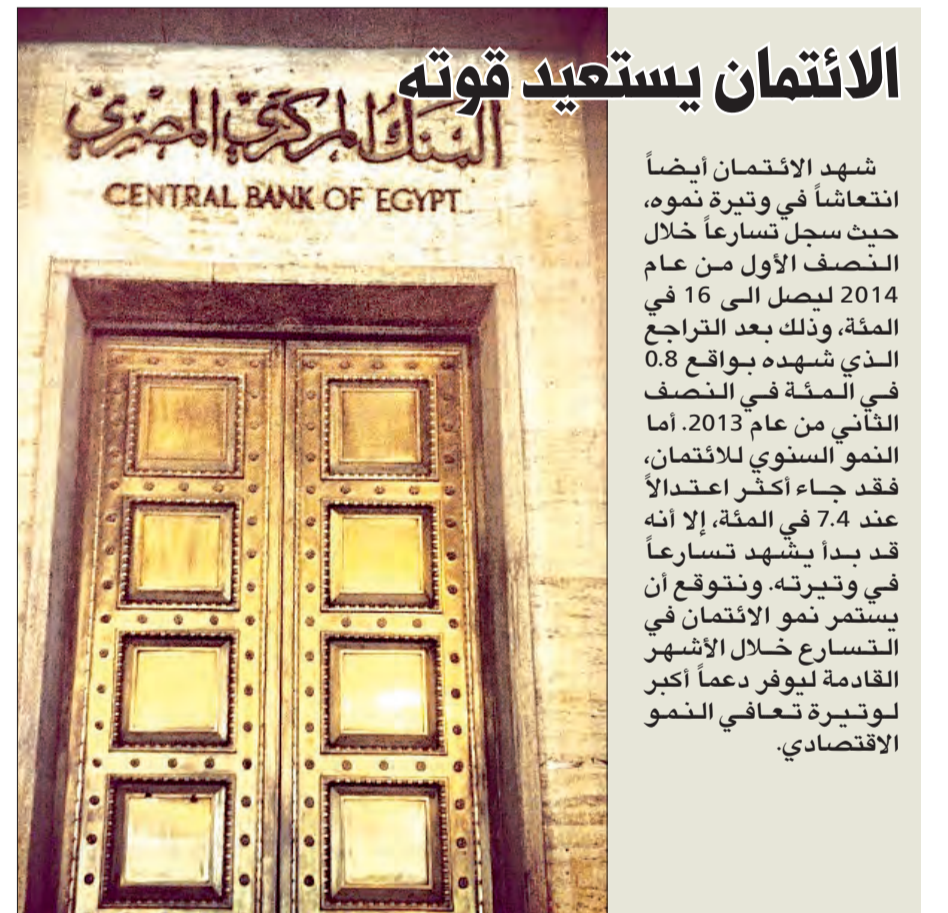 الائتمان يستعيد قوته
البنك المركزي المصري
CENTRAL BANK OF EGYPT
شهد الائتمان أيضاً
انتعاشاً في وتيرة نموه،
حيث سجل تسارعاً خلال
النصف الأول من عام
2014 ليصل الى 16 في
المئة، وذلك بعد التراجع
الذي شهده بواقع 0.8
في المئة في النصف
الثاني من عام 2013. أما
النمو السنوي للائتمان،
فقد جاء أكثر اعتدالاً
عند 7.4 في المئة، إلا أنه
قد بدأ يشهد تسارعاً
في وتيرته. ونتوقع أن
يستمر نمو الائتمان في
التسارع خلال الأشهر
القادمة ليوفر دعماً أكبر
لوتيرة تعافي النمو
الاقتصادي.